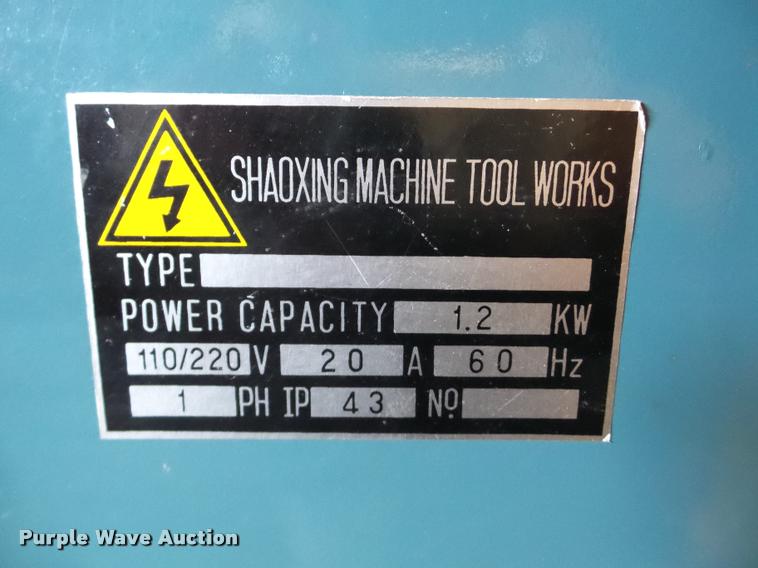 SHAOXING MACHINE TOOL WORKS
TYPE
POWER CAPACITY 1.2 KW
110/220 V 20 A 60 Hz
1 PH IP 43 Nº
Purple Wave Auction